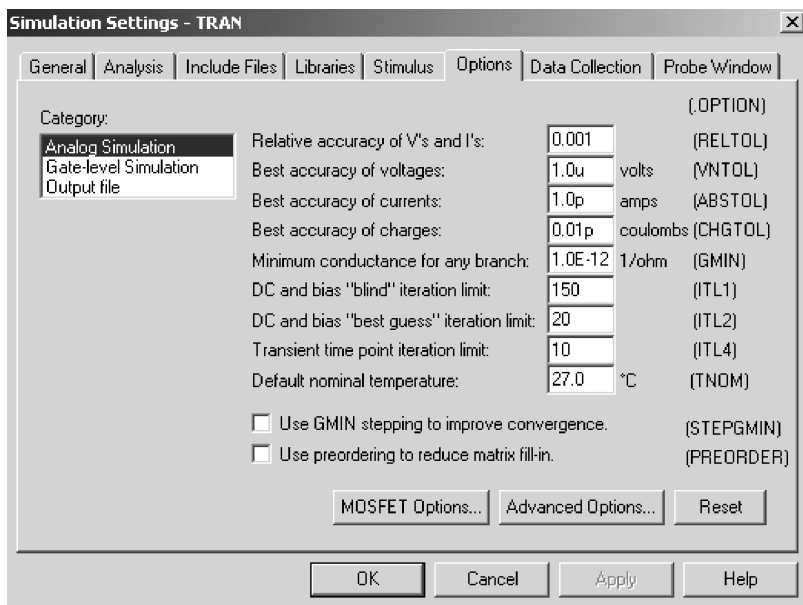 Simulation Settings - TRAN
General Analysis Include Files Libraries Stimulus Options Data Collection Probe Window
(.OPTION)
Category:
Analog Simulation
Gate-level Simulation
Output file
Relative accuracy of V's and I's: 0.001 (RELTOL)
Best accuracy of voltages: 1.0u volts (VNTOL)
Best accuracy of currents: 1.0p amps (ABSTOL)
Best accuracy of charges: 0.01p coulombs (CHGTOL)
Minimum conductance for any branch: 1.0E-12 1/ohm (GMIN)
DC and bias "blind" iteration limit: 150 (ITL1)
DC and bias "best guess" iteration limit: 20 (ITL2)
Transient time point iteration limit: 10 (ITL4)
Default nominal temperature: 27.0 °C (TNOM)
Use GMIN stepping to improve convergence. (STEPGMIN)
Use preordering to reduce matrix fill-in. (PREORDER)
MOSFET Options... Advanced Options... Reset
OK Cancel Apply Help